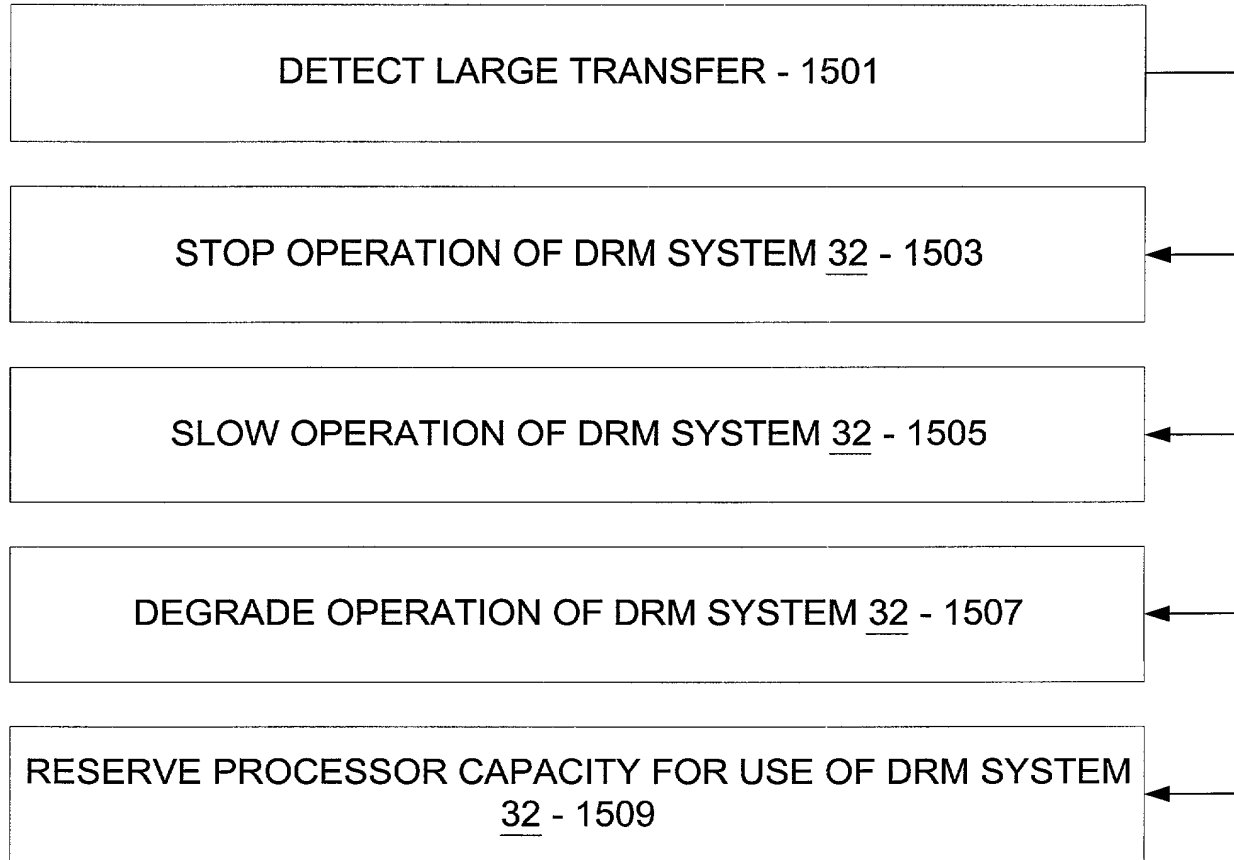 DETECT LARGE TRANSFER - 1501
STOP OPERATION OF DRM SYSTEM 32 - 1503
SLOW OPERATION OF DRM SYSTEM 32 - 1505
DEGRADE OPERATION OF DRM SYSTEM 32 - 1507
RESERVE PROCESSOR CAPACITY FOR USE OF DRM SYSTEM
32 - 1509